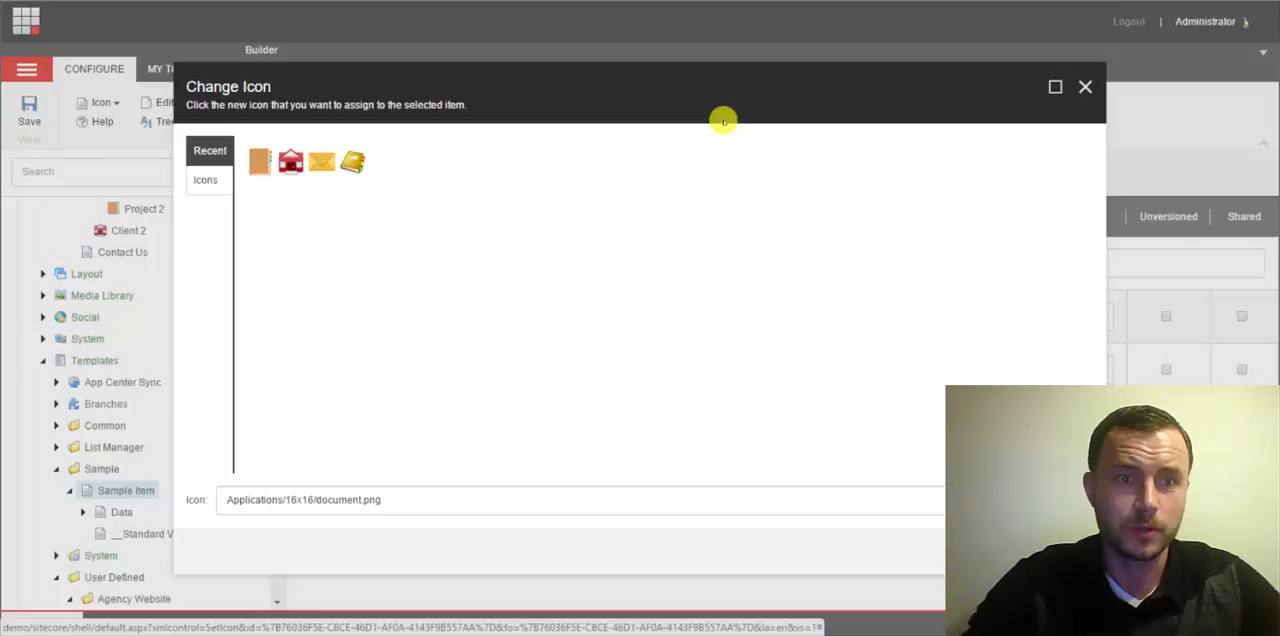 Logout | Administrator
Builder
CONFIGURE
MY T
Change Icon
Click the new icon that you want to assign to the selected item.
Save
Write
Icon
Edi
Help
Tre
Search
Recent
Icons
Unversioned | Shared
Project 2
Client 2
Contact Us
Layout
Media Library
Social
System
Templates
App Center Sync
Branches
Common
List Manager
Sample
Sample Item
Data
__Standard V
System
User Defined
Agency Website
Icon:
Applications/16x16/document.png
demo/sitecore/shell/default.aspx?xmlcontrol=SetIcon&id=%7B76036F5E-CBCE-46D1-AF0A-4143F9B557AA%7D&fo=%7B76036F5E-CBCE-46D1-AF0A-4143F9B557AA%7D&la=en&vs=1#